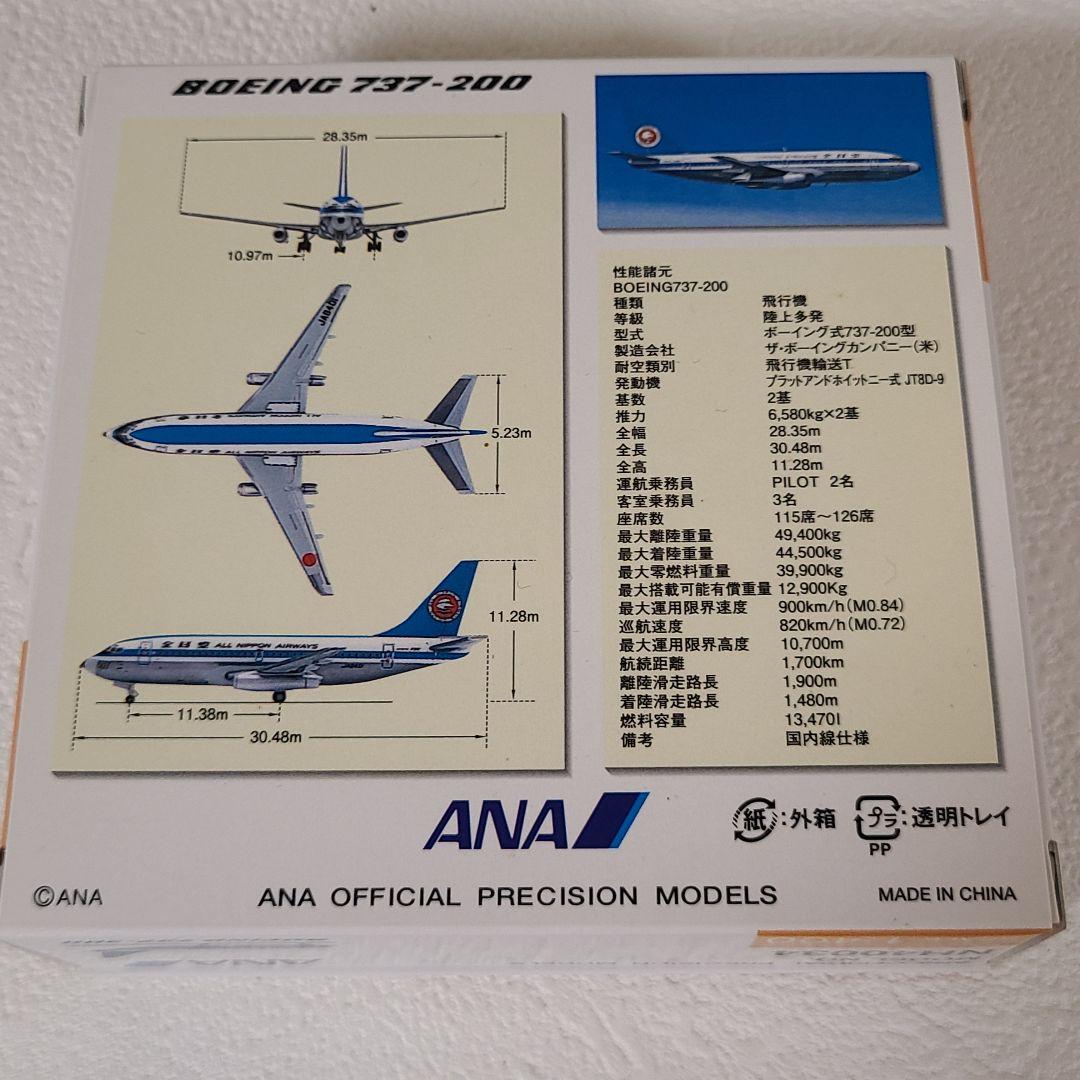 BOEING 737-200
28.35m
10.97m
JA8401
5.23m
ALL NIPPON AIRWAYS
11.28m
全日空 ALL NIPPON AIRWAYS
11.38m
30.48m
全日空
性能諸元
BOEING737-200
種類 飛行機
等級 陸上多発
型式 ボーイング式737-200型
製造会社 ザ・ボーイングカンパニー(米)
耐空類別 飛行機輸送T
発動機 プラットアンドホイットニー式 JT8D-9
基数 2基
推力 6,580kg×2基
全幅 28.35m
全長 30.48m
全高 11.28m
運航乗務員 PILOT 2名
客室乗務員 3名
座席数 115席～126席
最大離陸重量 49,400kg
最大着陸重量 44,500kg
最大零燃料重量 39,900kg
最大搭載可能有償重量 12,900Kg
最大運用限界速度 900km/h(M0.84)
巡航速度 820km/h(M0.72)
最大運用限界高度 10,700m
航続距離 1,700km
離陸滑走路長 1,900m
着陸滑走路長 1,480m
燃料容量 13,470l
備考 国内線仕様
ANA
紙:外箱 プラ:透明トレイ
PP
©ANA ANA OFFICIAL PRECISION MODELS MADE IN CHINA
ANA